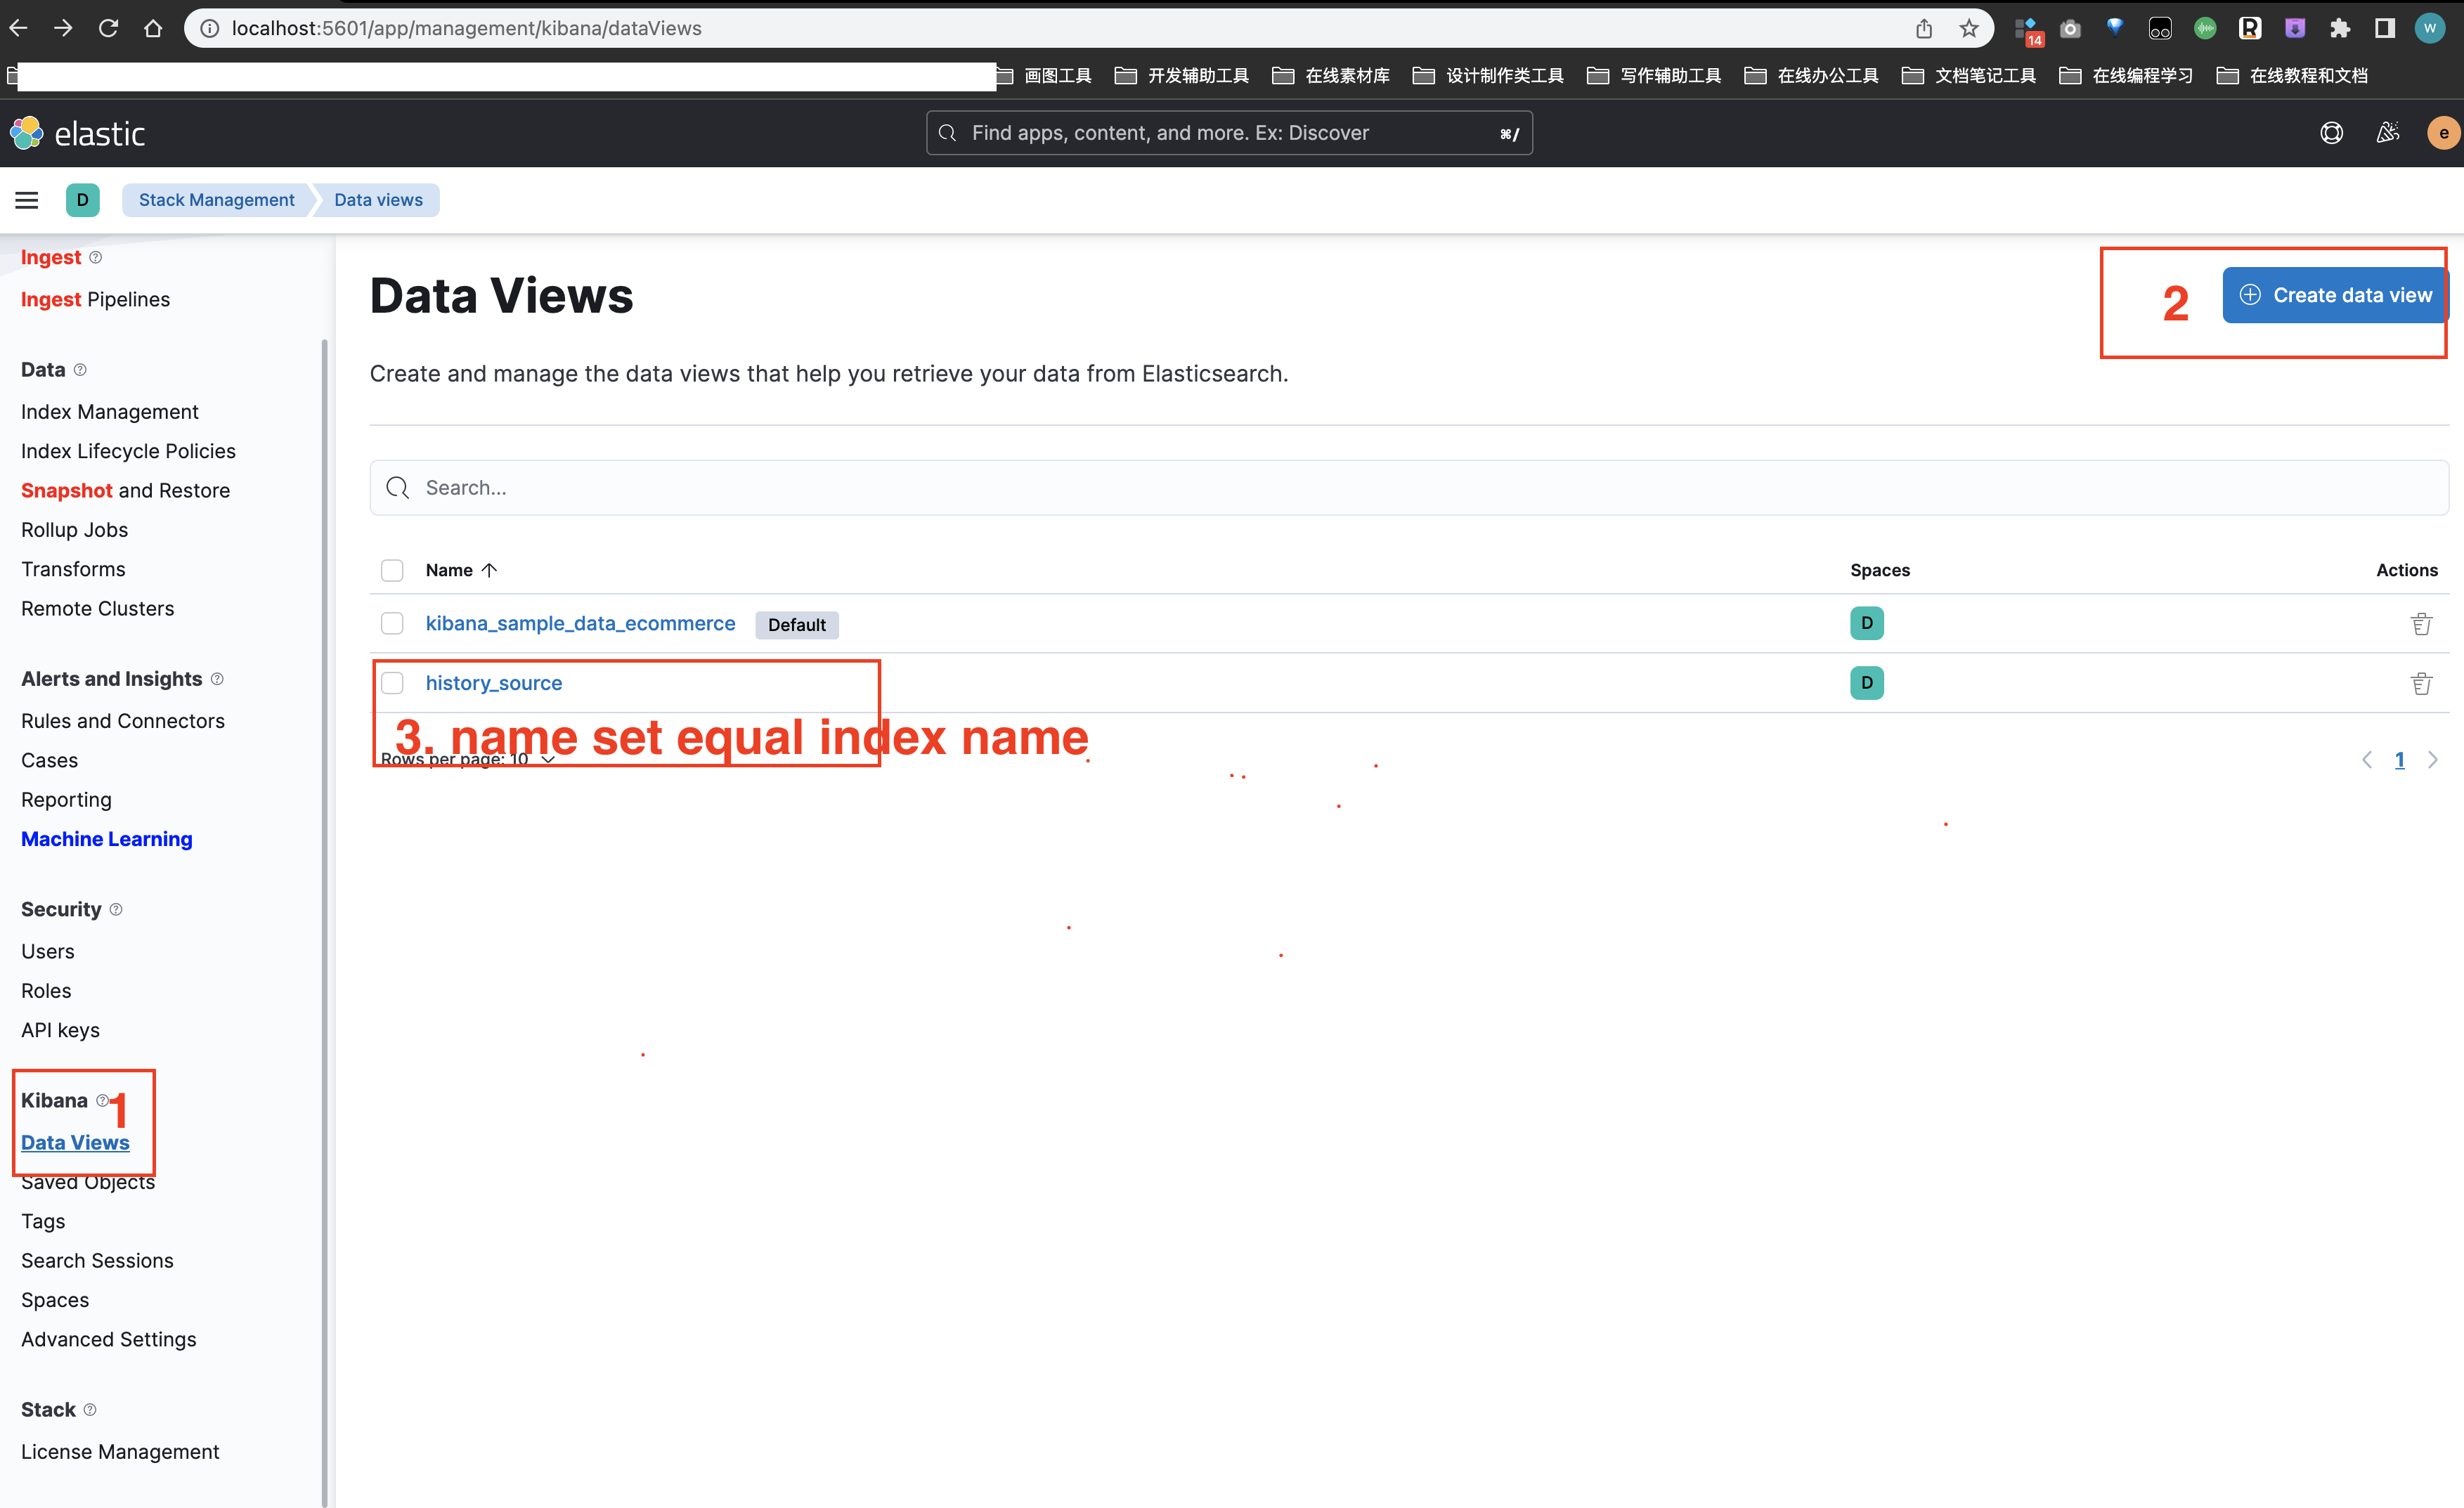 localhost:5601/app/management/kibana/dataViews
14
W
画图工具 开发辅助工具 在线素材库 设计制作类工具 写作辅助工具 在线办公工具 文档笔记工具 在线编程学习 在线教程和文档
elastic
Find apps, content, and more. Ex: Discover
⌘/
e
D
Stack Management
Data views
Ingest
Ingest Pipelines
Data
Index Management
Index Lifecycle Policies
Snapshot and Restore
Rollup Jobs
Transforms
Remote Clusters
Alerts and Insights
Rules and Connectors
Cases
Reporting
Machine Learning
Security
Users
Roles
API keys
Kibana
1
Data Views
Saved Objects
Tags
Search Sessions
Spaces
Advanced Settings
Stack
License Management
Data Views
2
Create data view
Create and manage the data views that help you retrieve your data from Elasticsearch.
Search...
Name Spaces Actions
kibana_sample_data_ecommerce Default D
history_source D
3. name set equal index name
Rows per page: 10
1